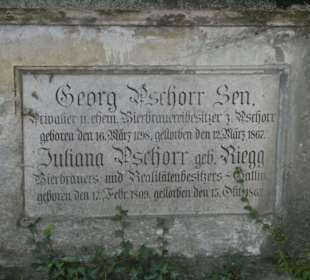 Georg Pschorr Sen.
Privatier u. ehem. Bierbrauereibesitzer z. Pschorr
geboren den 16. März 1798, gestorben den 12. März 1867.
Juliana Pschorr geb. Riegg
Bierbrauers und Realitätenbesitzers-Gattin
geboren den 17. Febr. 1809, gestorben den 15. Okt.